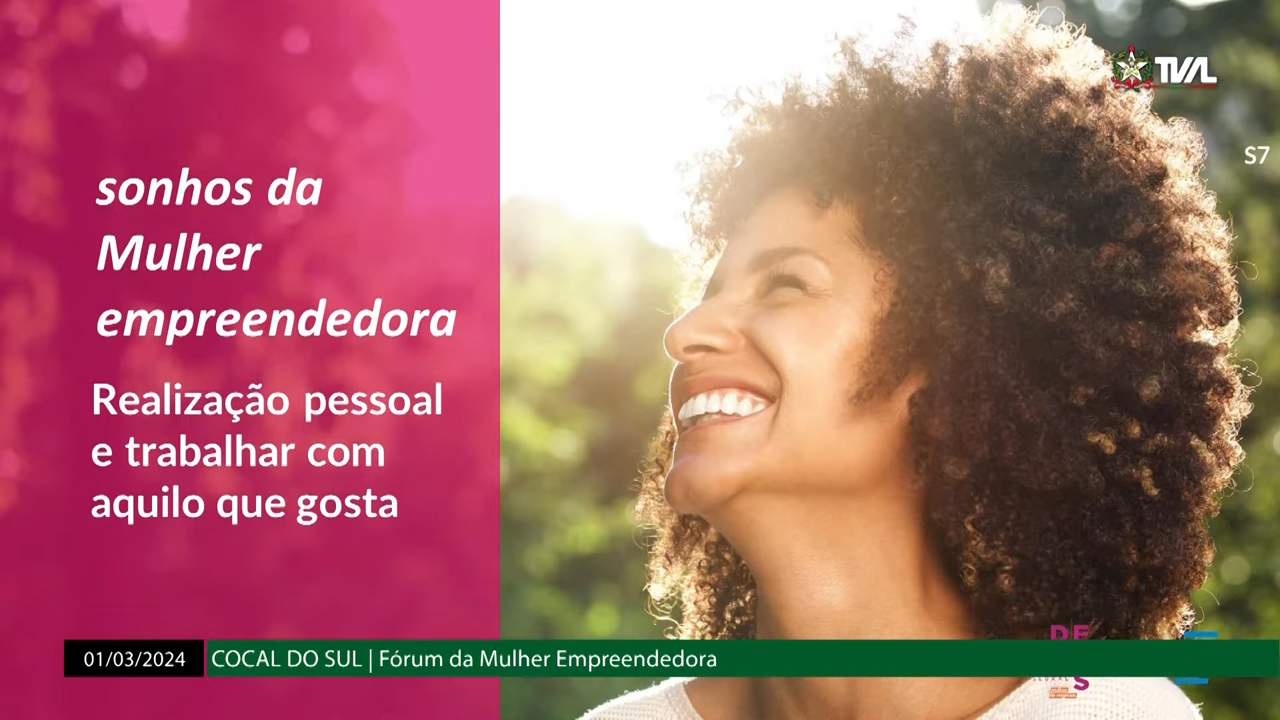 TVAL
S7
sonhos da
Mulher
empreendedora
Realização pessoal
e trabalhar com
aquilo que gosta
01/03/2024
COCAL DO SUL | Fórum da Mulher Empreendedora